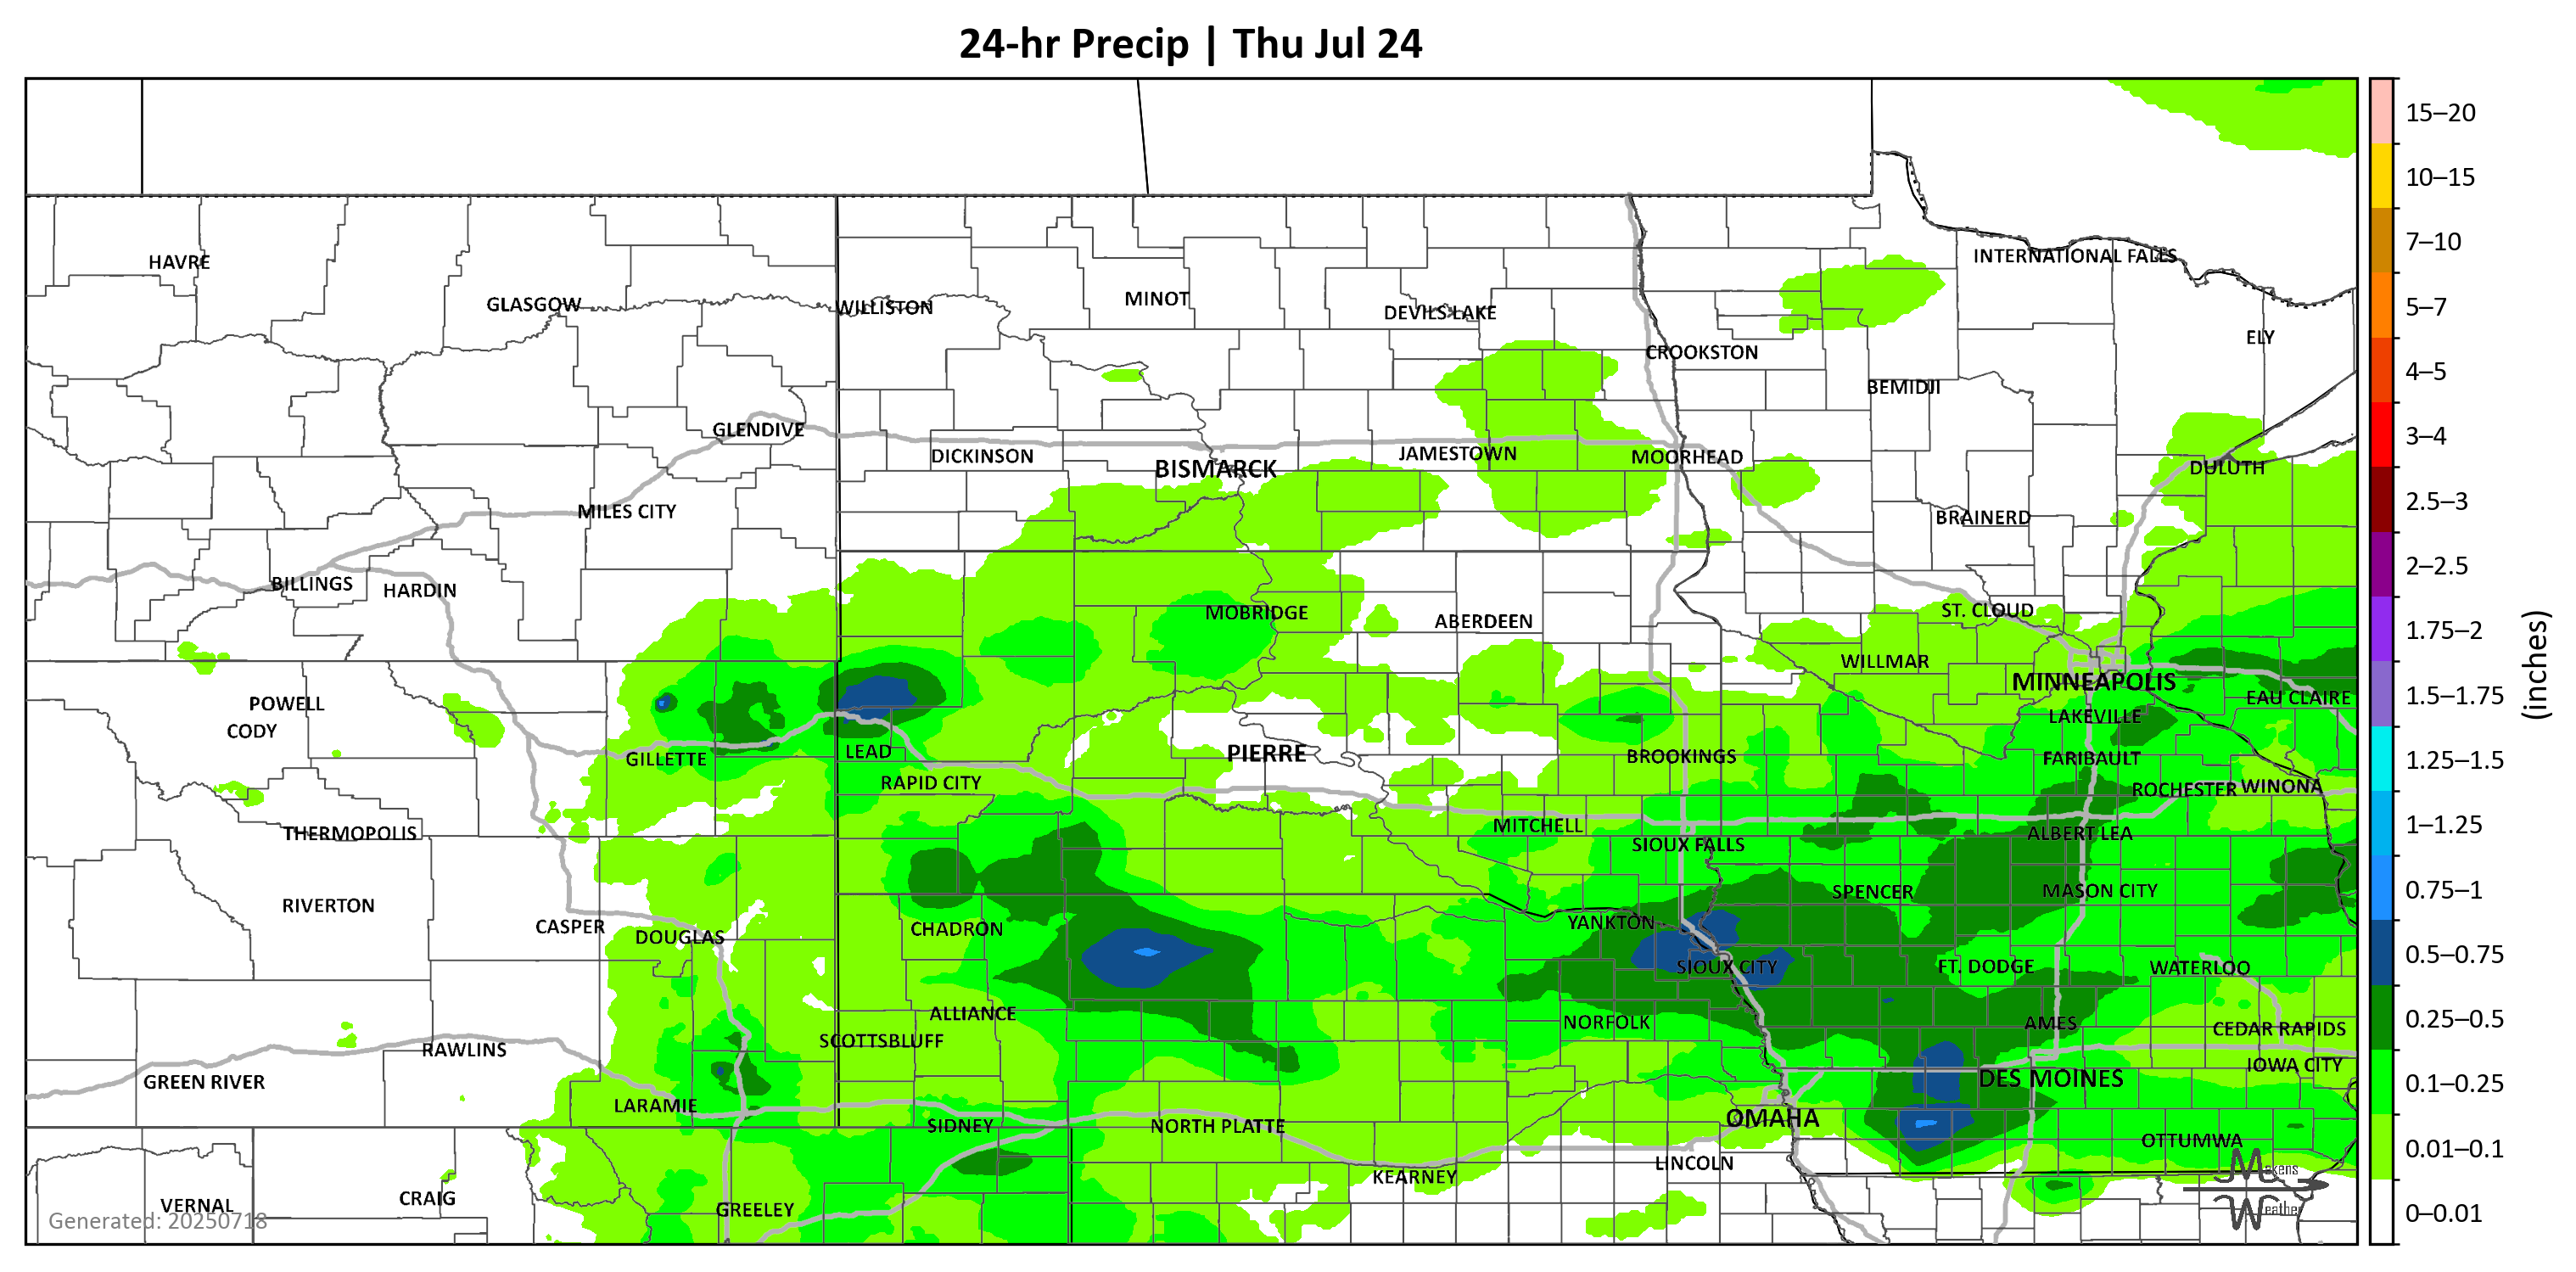 24-hr Precip | Thu Jul 24
15–20
10–15
7–10
5–7
4–5
3–4
2.5–3
2–2.5
1.75–2
1.5–1.75
1.25–1.5
1–1.25
0.75–1
0.5–0.75
0.25–0.5
0.1–0.25
0.01–0.1
0–0.01
(inches)
HAVRE
INTERNATIONAL FALLS
GLASGOW
WILLISTON
MINOT
DEVILS LAKE
ELY
CROOKSTON
BEMIDJI
GLENDIVE
DICKINSON
BISMARCK
JAMESTOWN
MOORHEAD
DULUTH
MILES CITY
BRAINERD
BILLINGS
HARDIN
MOBRIDGE
ABERDEEN
ST. CLOUD
WILLMAR
MINNEAPOLIS
EAU CLAIRE
POWELL
CODY
LAKEVILLE
GILLETTE
LEAD
PIERRE
BROOKINGS
FARIBAULT
RAPID CITY
ROCHESTER
WINONA
THERMOPOLIS
MITCHELL
ALBERT LEA
SIOUX FALLS
SPENCER
MASON CITY
RIVERTON
CASPER
DOUGLAS
CHADRON
YANKTON
SIOUX CITY
FT. DODGE
WATERLOO
ALLIANCE
NORFOLK
AMES
CEDAR RAPIDS
SCOTTSBLUFF
RAWLINS
IOWA CITY
GREEN RIVER
DES MOINES
LARAMIE
SIDNEY
NORTH PLATTE
OMAHA
OTTUMWA
LINCOLN
KEARNEY
VERNAL
CRAIG
GREELEY
Generated: 20250718
Makens
Weather